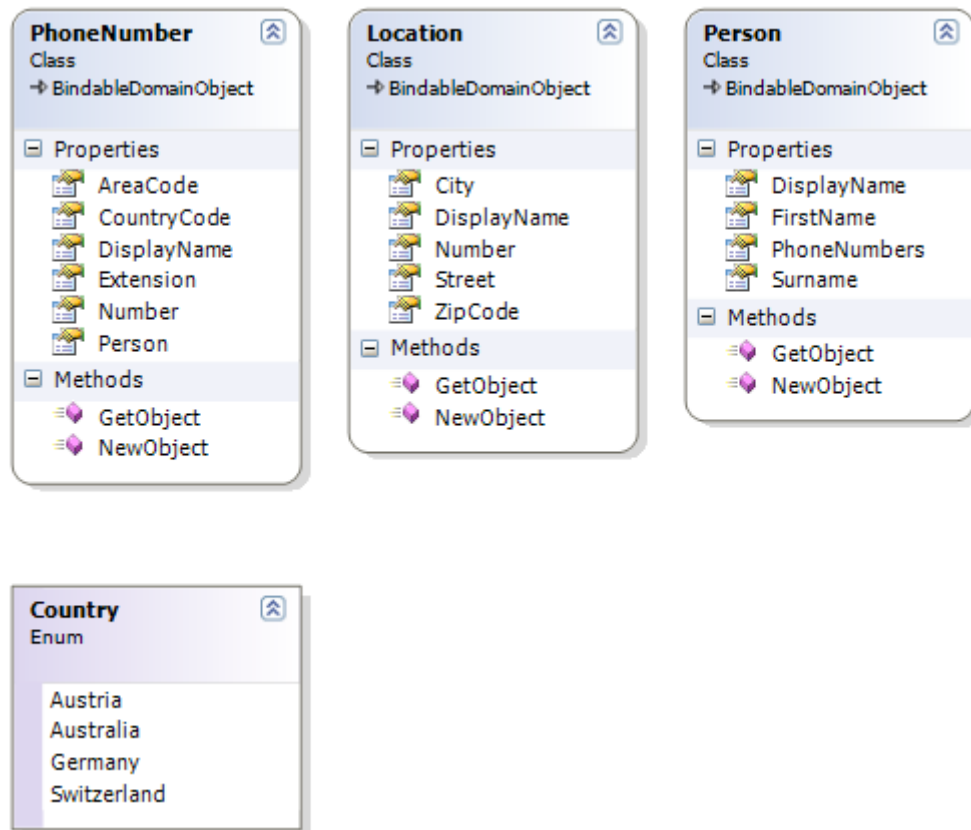 PhoneNumber
Class
BindableDomainObject
Properties
AreaCode
CountryCode
DisplayName
Extension
Number
Person
Methods
GetObject
NewObject
Location
Class
BindableDomainObject
Properties
City
DisplayName
Number
Street
ZipCode
Methods
GetObject
NewObject
Person
Class
BindableDomainObject
Properties
DisplayName
FirstName
PhoneNumbers
Surname
Methods
GetObject
NewObject
Country
Enum
Austria
Australia
Germany
Switzerland